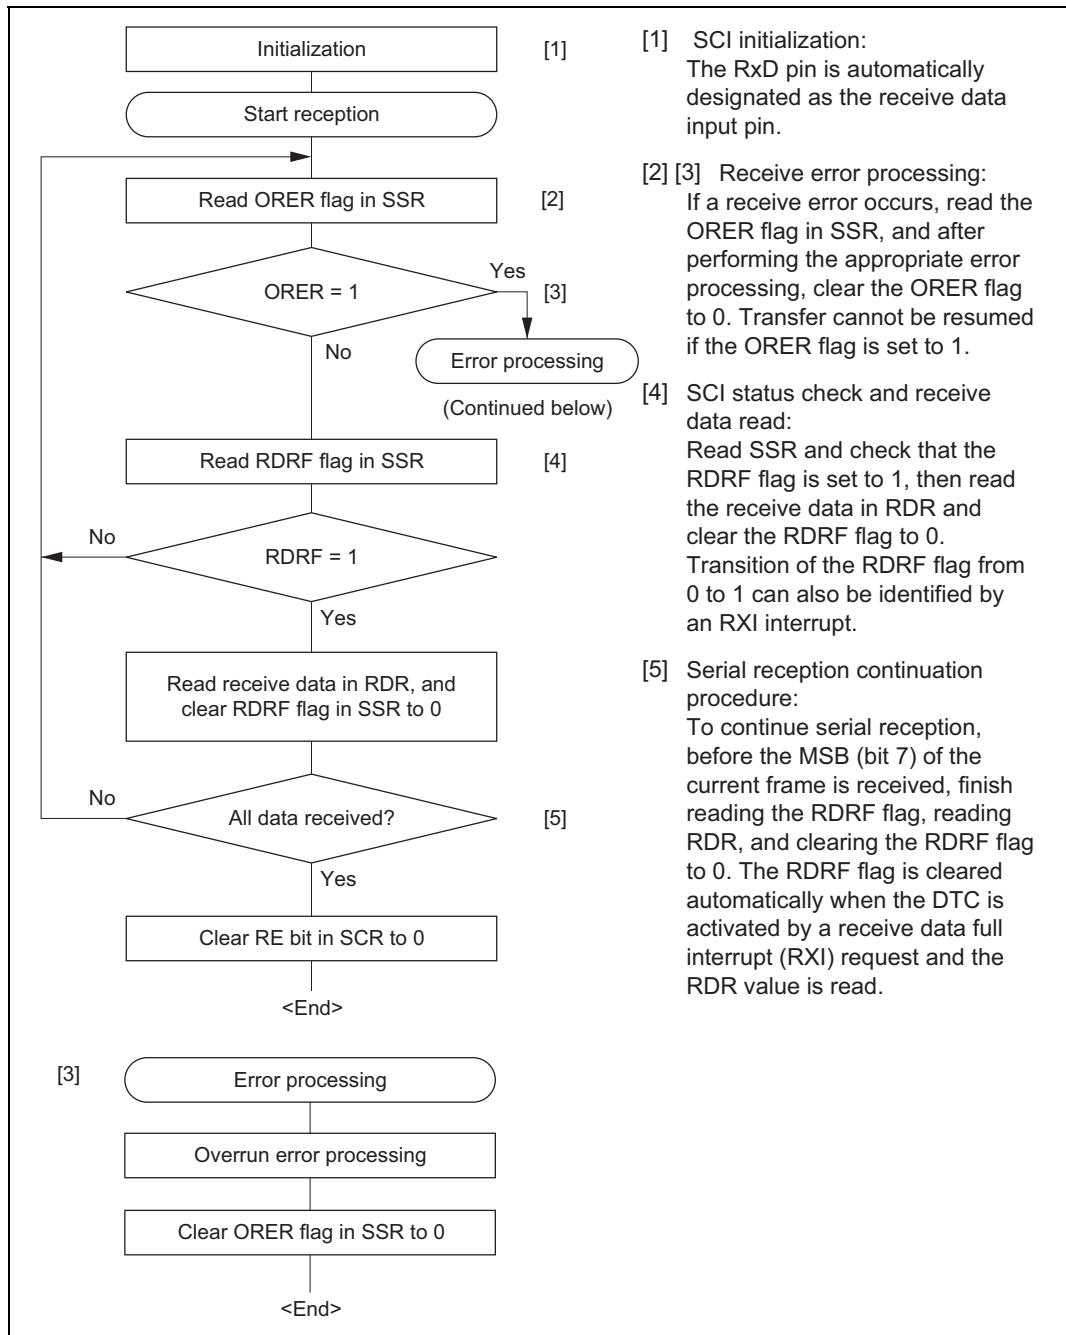 Initialization
[1]
Start reception
Read ORER flag in SSR
[2]
ORER = 1
Yes
[3]
No
Error processing
(Continued below)
Read RDRF flag in SSR
[4]
No
RDRF = 1
Yes
Read receive data in RDR, and
clear RDRF flag in SSR to 0
No
All data received?
[5]
Yes
Clear RE bit in SCR to 0
<End>
[3]
Error processing
Overrun error processing
Clear ORER flag in SSR to 0
<End>
[1] SCI initialization:
The RxD pin is automatically
designated as the receive data
input pin.
[2] [3] Receive error processing:
If a receive error occurs, read the
ORER flag in SSR, and after
performing the appropriate error
processing, clear the ORER flag
to 0. Transfer cannot be resumed
if the ORER flag is set to 1.
[4] SCI status check and receive
data read:
Read SSR and check that the
RDRF flag is set to 1, then read
the receive data in RDR and
clear the RDRF flag to 0.
Transition of the RDRF flag from
0 to 1 can also be identified by
an RXI interrupt.
[5] Serial reception continuation
procedure:
To continue serial reception,
before the MSB (bit 7) of the
current frame is received, finish
reading the RDRF flag, reading
RDR, and clearing the RDRF flag
to 0. The RDRF flag is cleared
automatically when the DTC is
activated by a receive data full
interrupt (RXI) request and the
RDR value is read.